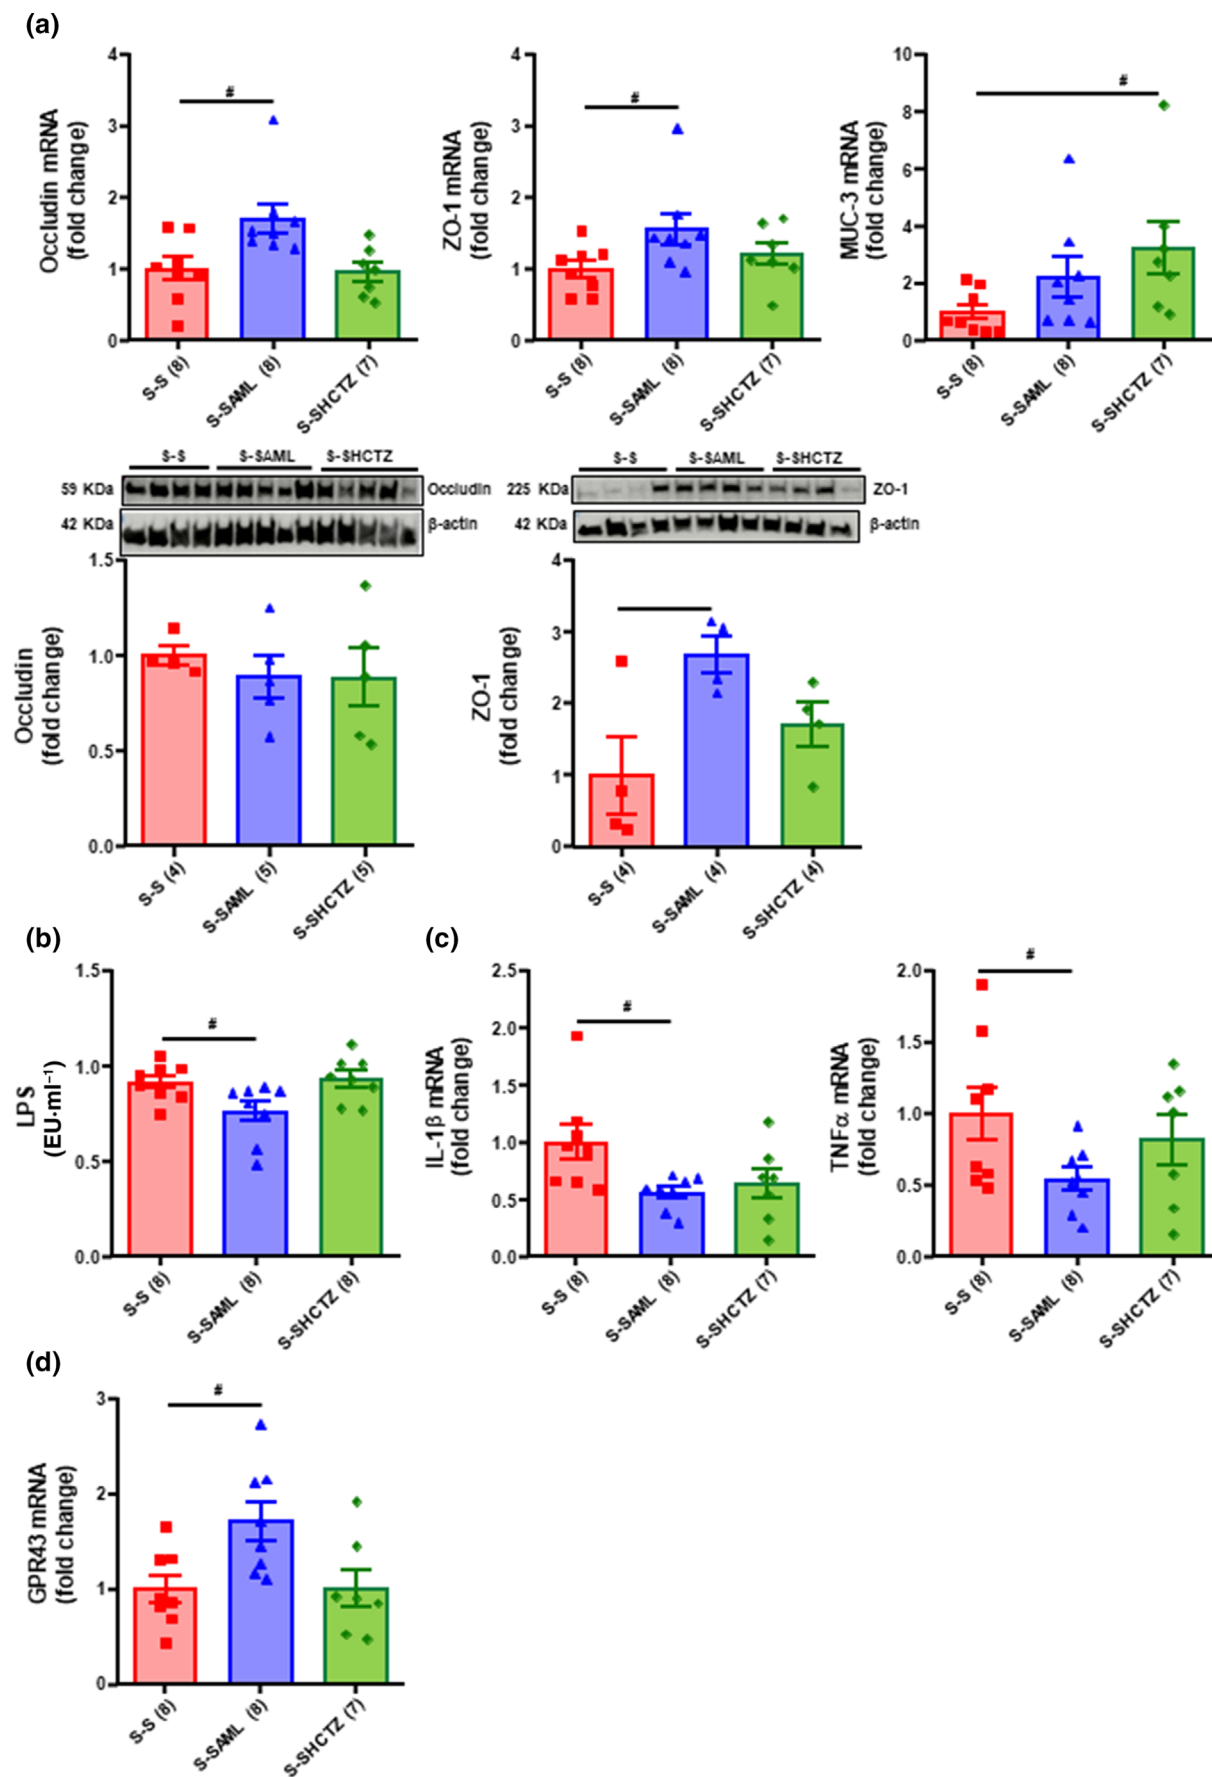 (a)
Occludin mRNA
(fold change)
4
3
2
1
0
#
S-S (8)
S-SAML (8)
S-SHCTZ (7)
ZO-1 mRNA
(fold change)
4
3
2
1
0
#
S-S (8)
S-SAML (8)
S-SHCTZ (7)
MUC-3 mRNA
(fold change)
10
8
6
4
2
0
#
S-S (8)
S-SAML (8)
S-SHCTZ (7)
S-S S-SAML S-SHCTZ
59 KDa Occludin
42 KDa β-actin
Occludin
(fold change)
1.5
1.0
0.5
0.0
S-S (4)
S-SAML (5)
S-SHCTZ (5)
S-S S-SAML S-SHCTZ
225 KDa ZO-1
42 KDa β-actin
ZO-1
(fold change)
4
3
2
1
0
S-S (4)
S-SAML (4)
S-SHCTZ (4)
(b)
LPS
(EU·ml⁻¹)
1.5
1.0
0.5
0.0
#
S-S (8)
S-SAML (8)
S-SHCTZ (8)
(c)
IL-1β mRNA
(fold change)
2.5
2.0
1.5
1.0
0.5
0.0
#
S-S (8)
S-SAML (8)
S-SHCTZ (7)
TNFα mRNA
(fold change)
2.0
1.5
1.0
0.5
0.0
#
S-S (8)
S-SAML (8)
S-SHCTZ (7)
(d)
GPR43 mRNA
(fold change)
3
2
1
0
#
S-S (8)
S-SAML (8)
S-SHCTZ (7)